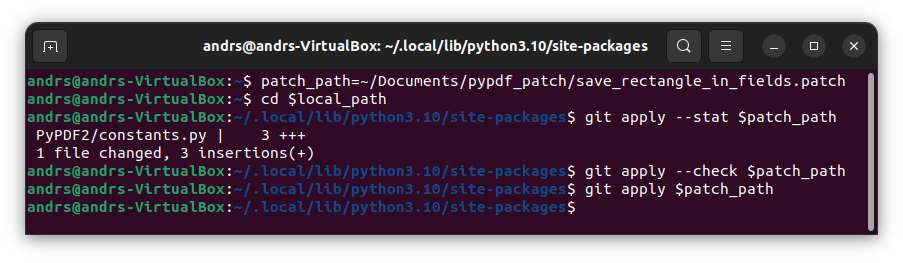 andrs@andrs-VirtualBox: ~/.local/lib/python3.10/site-packages
andrs@andrs-VirtualBox:~$ patch_path=~/Documents/pypdf_patch/save_rectangle_in_fields.patch
andrs@andrs-VirtualBox:~$ cd $local_path
andrs@andrs-VirtualBox:~/.local/lib/python3.10/site-packages$ git apply --stat $patch_path
 PyPDF2/constants.py |    3 +++
 1 file changed, 3 insertions(+)
andrs@andrs-VirtualBox:~/.local/lib/python3.10/site-packages$ git apply --check $patch_path
andrs@andrs-VirtualBox:~/.local/lib/python3.10/site-packages$ git apply $patch_path
andrs@andrs-VirtualBox:~/.local/lib/python3.10/site-packages$